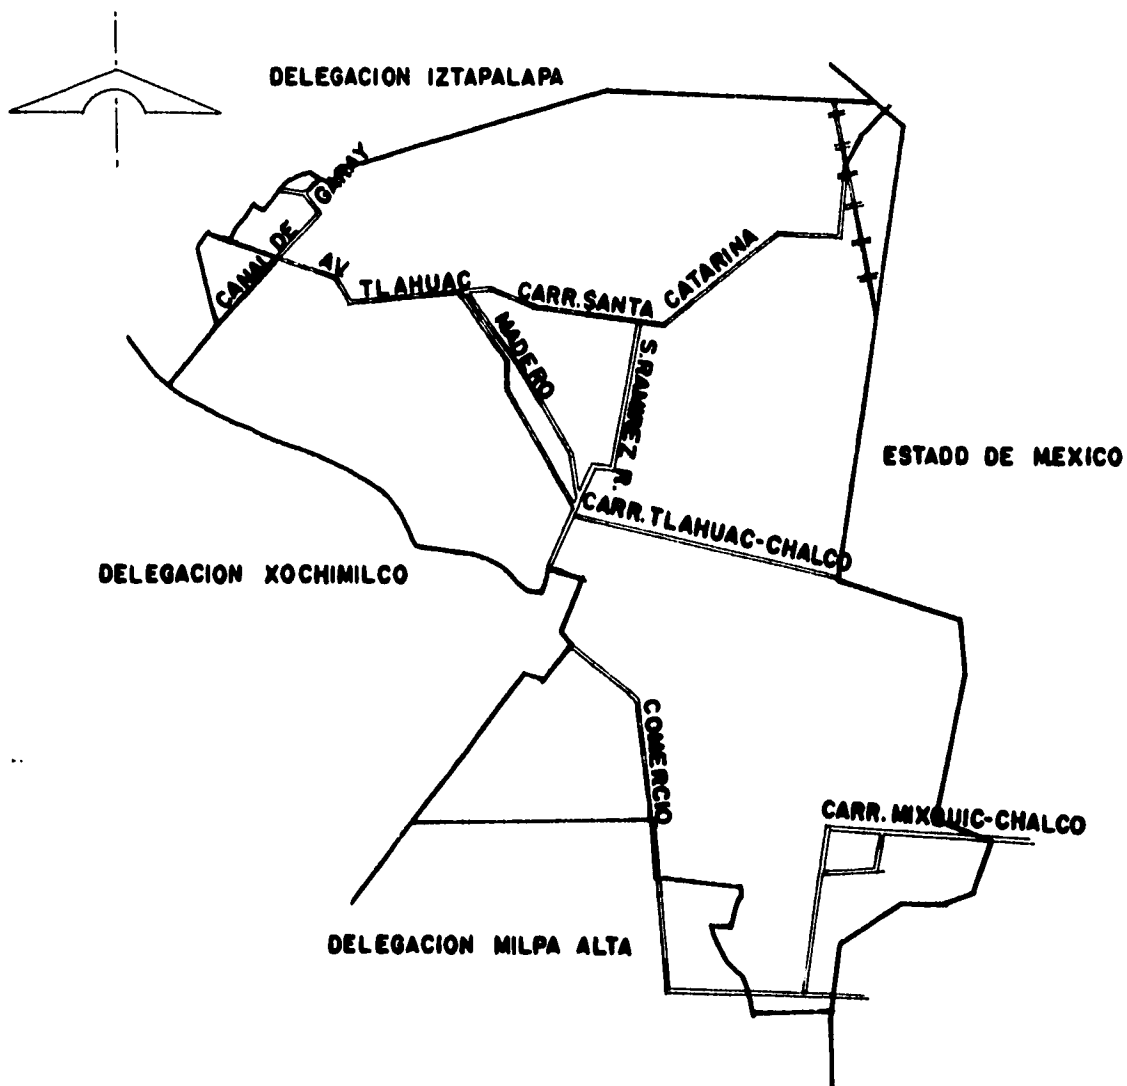 DELEGACION IZTAPALAPA
CANAL DE GARAY
AV. TLAHUAC
CARR. SANTA CATARINA
MADERO
S. RAMIREZ R.
ESTADO DE MEXICO
CARR. TLAHUAC-CHALCO
DELEGACION XOCHIMILCO
COMERCIO
CARR. MIXQUIC-CHALCO
DELEGACION MILPA ALTA